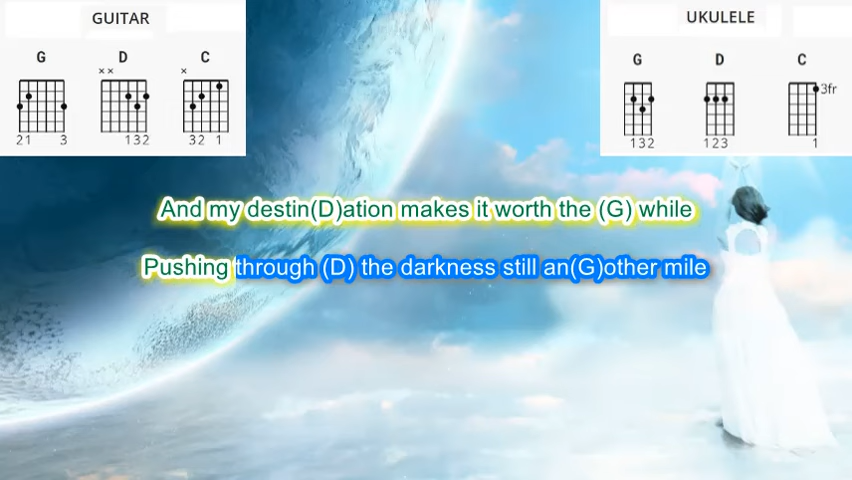 GUITAR
G D C
×× ×
21 3 132 32 1
UKULELE
G D C
3fr
132 123 1
And my destin(D)ation makes it worth the (G) while
Pushing through (D) the darkness still an(G)other mile